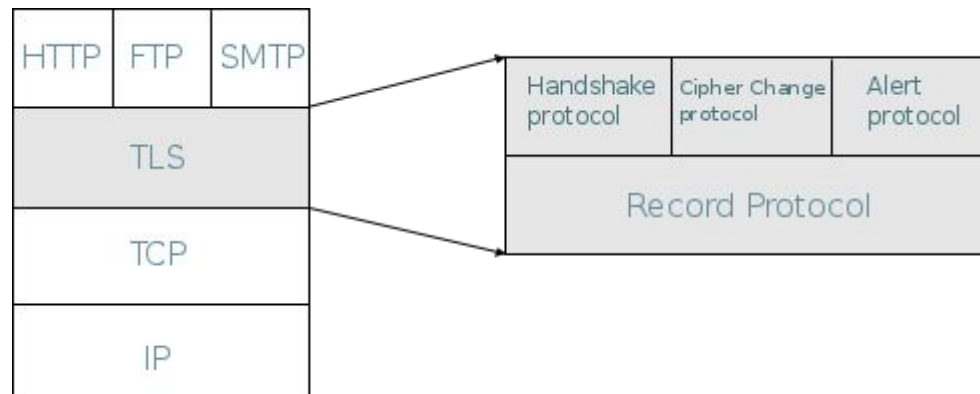 HTTP
FTP
SMTP
TLS
TCP
IP
Handshake
protocol
Cipher Change
protocol
Alert
protocol
Record Protocol